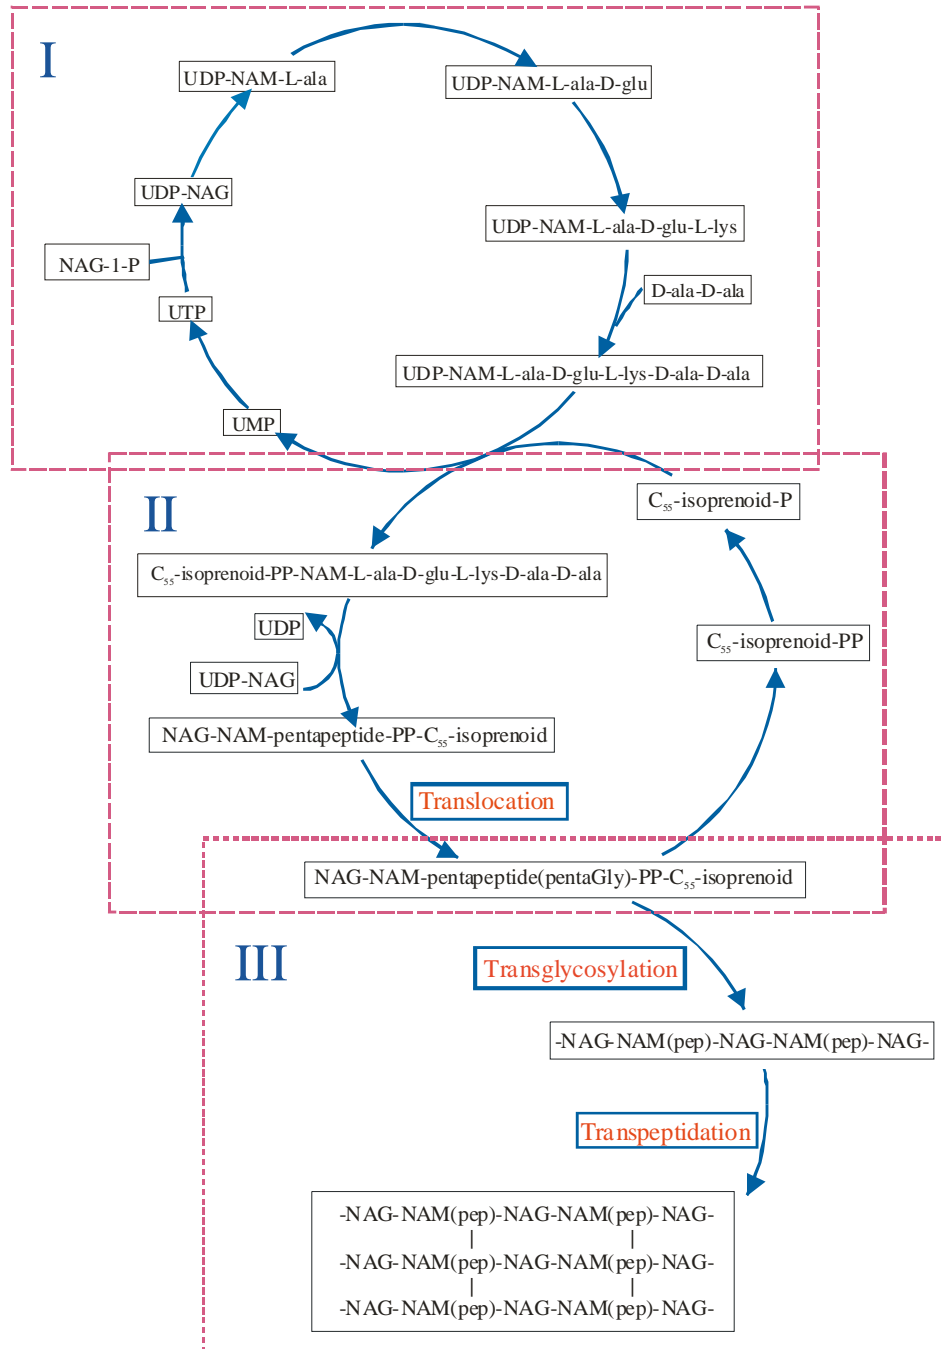 I
UDP-NAM-L-ala
UDP-NAM-L-ala-D-glu
UDP-NAG
UDP-NAM-L-ala-D-glu-L-lys
NAG-1-P
D-ala-D-ala
UTP
UDP-NAM-L-ala-D-glu-L-lys-D-ala-D-ala
UMP
II
C₅₅-isoprenoid-P
C₅₅-isoprenoid-PP-NAM-L-ala-D-glu-L-lys-D-ala-D-ala
UDP
C₅₅-isoprenoid-PP
UDP-NAG
NAG-NAM-pentapeptide-PP-C₅₅-isoprenoid
Translocation
NAG-NAM-pentapeptide(pentaGly)-PP-C₅₅-isoprenoid
III
Transglycosylation
-NAG-NAM(pep)-NAG-NAM(pep)-NAG-
Transpeptidation
-NAG-NAM(pep)-NAG-NAM(pep)-NAG-
-NAG-NAM(pep)-NAG-NAM(pep)-NAG-
-NAG-NAM(pep)-NAG-NAM(pep)-NAG-